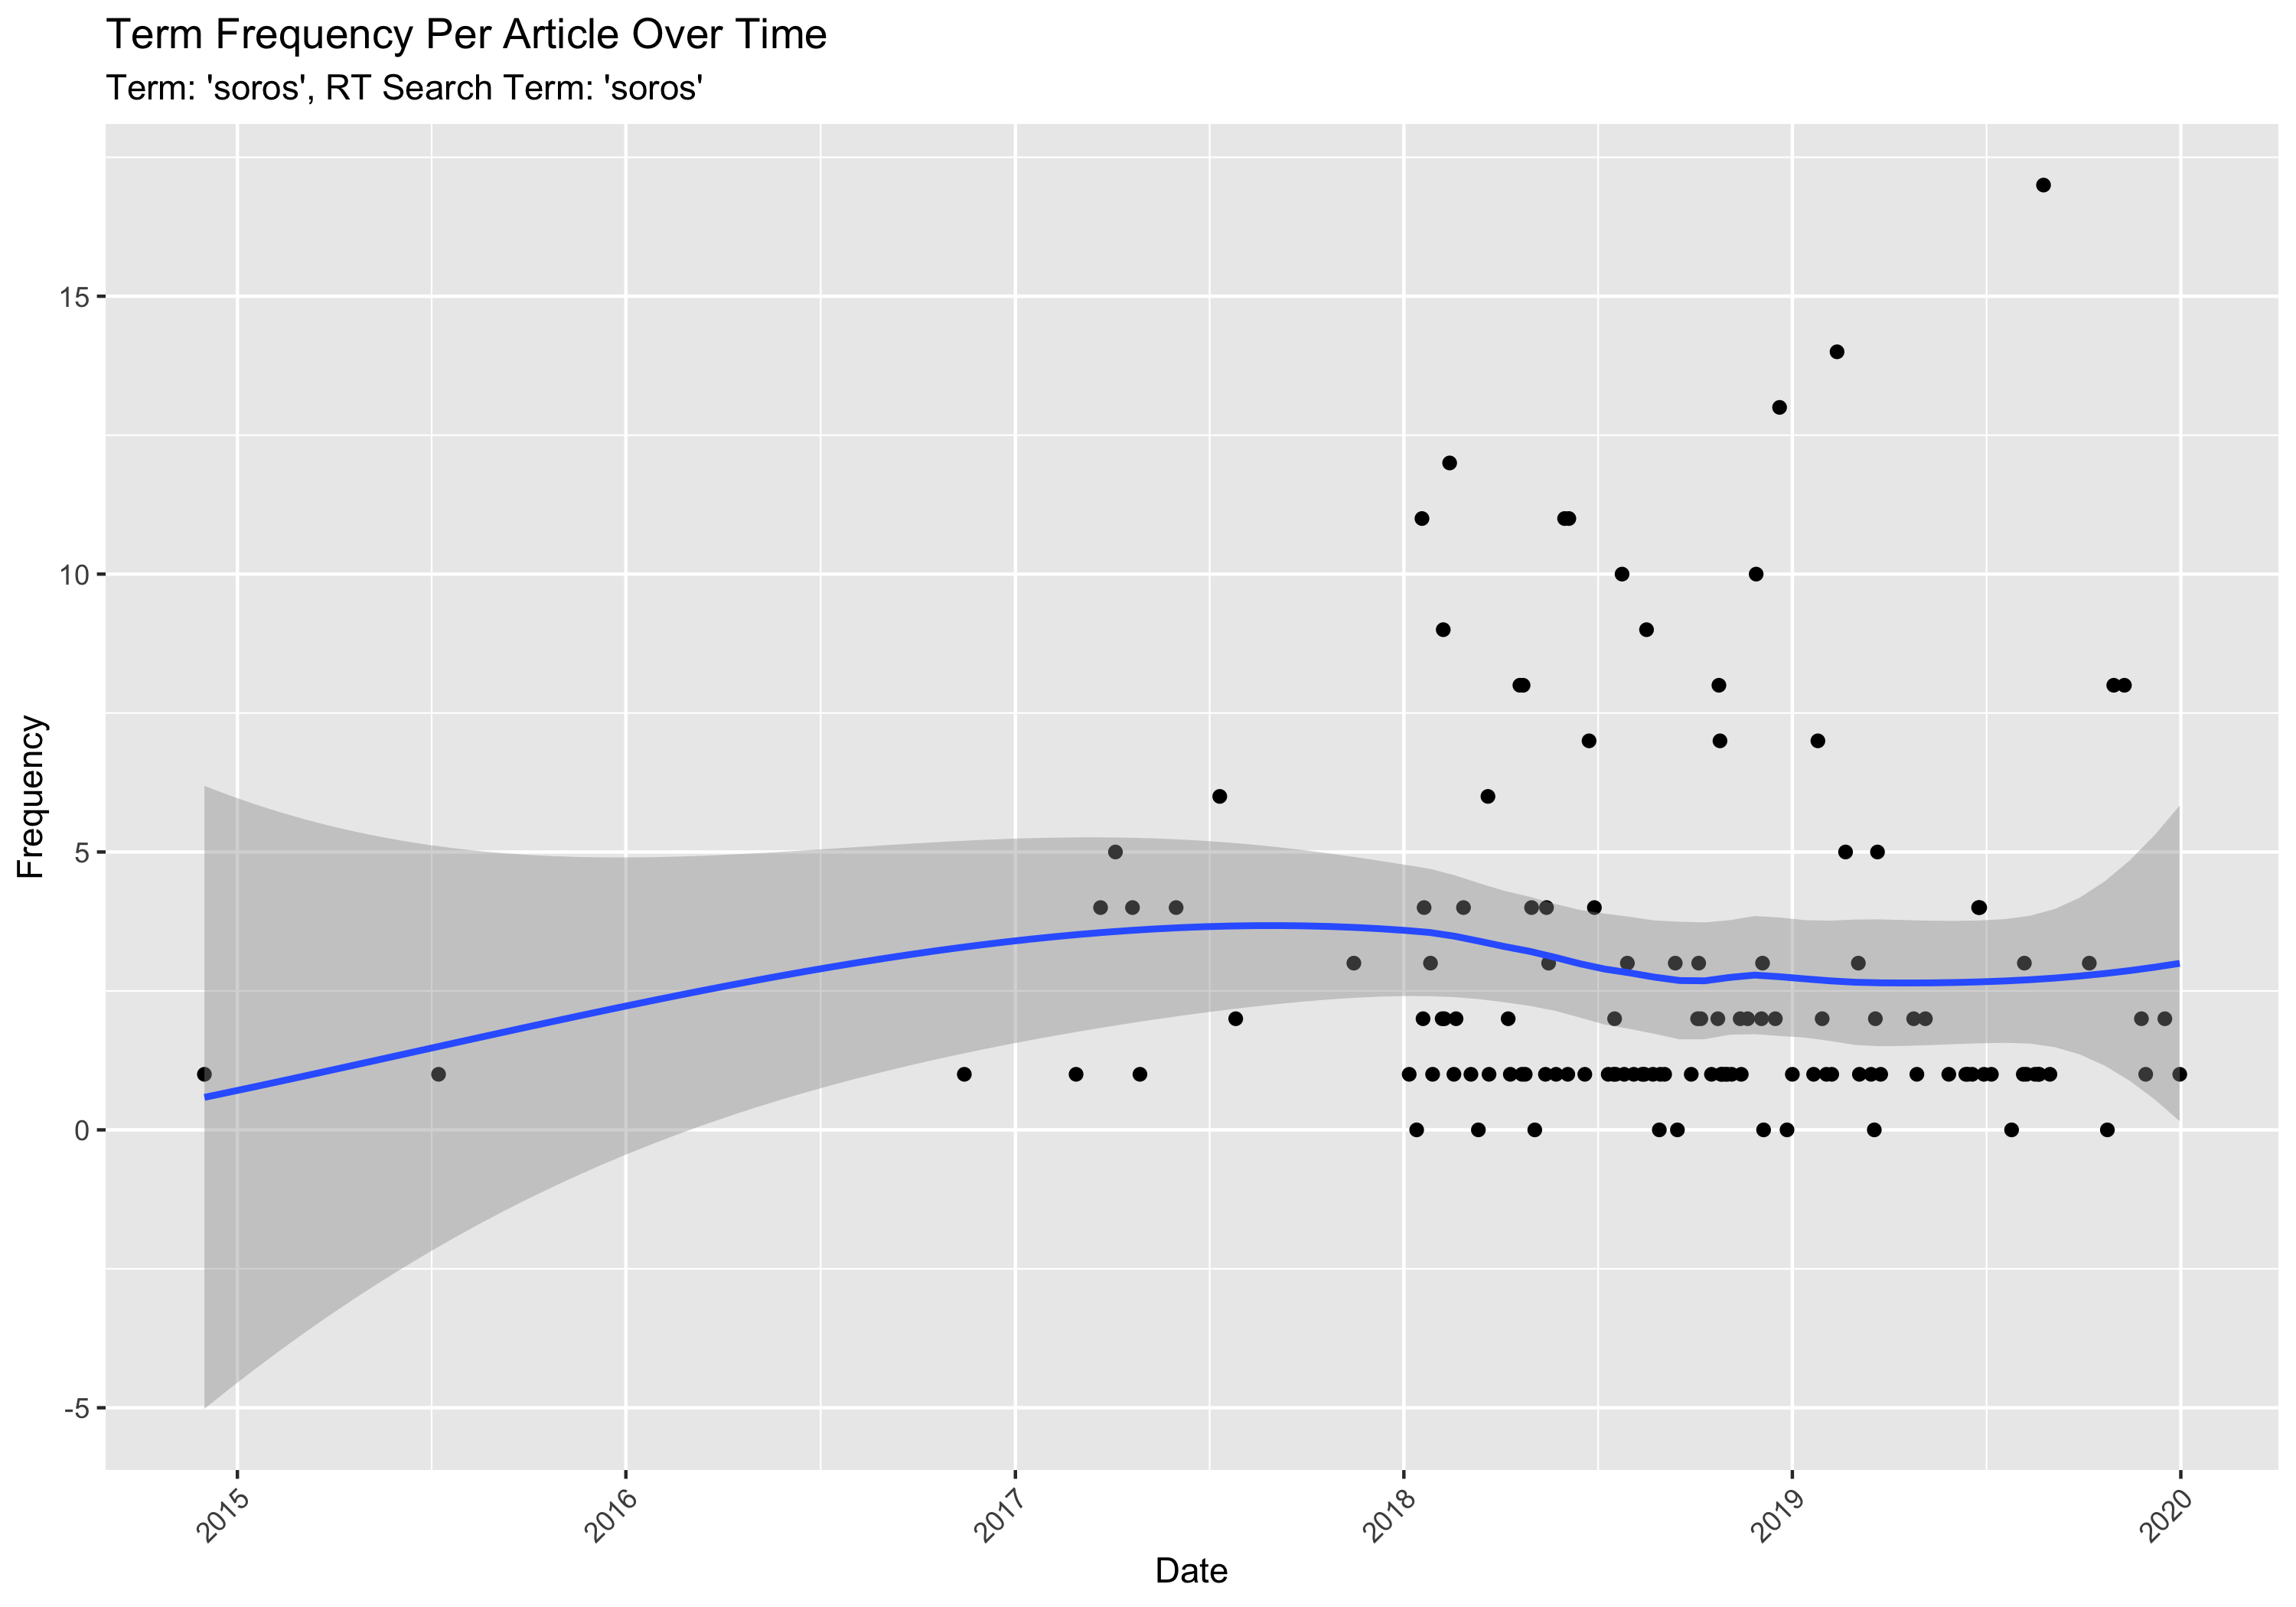 Term Frequency Per Article Over Time
Term: 'soros', RT Search Term: 'soros'
Frequency
15
10
5
0
-5
2015
2016
2017
2018
2019
2020
Date